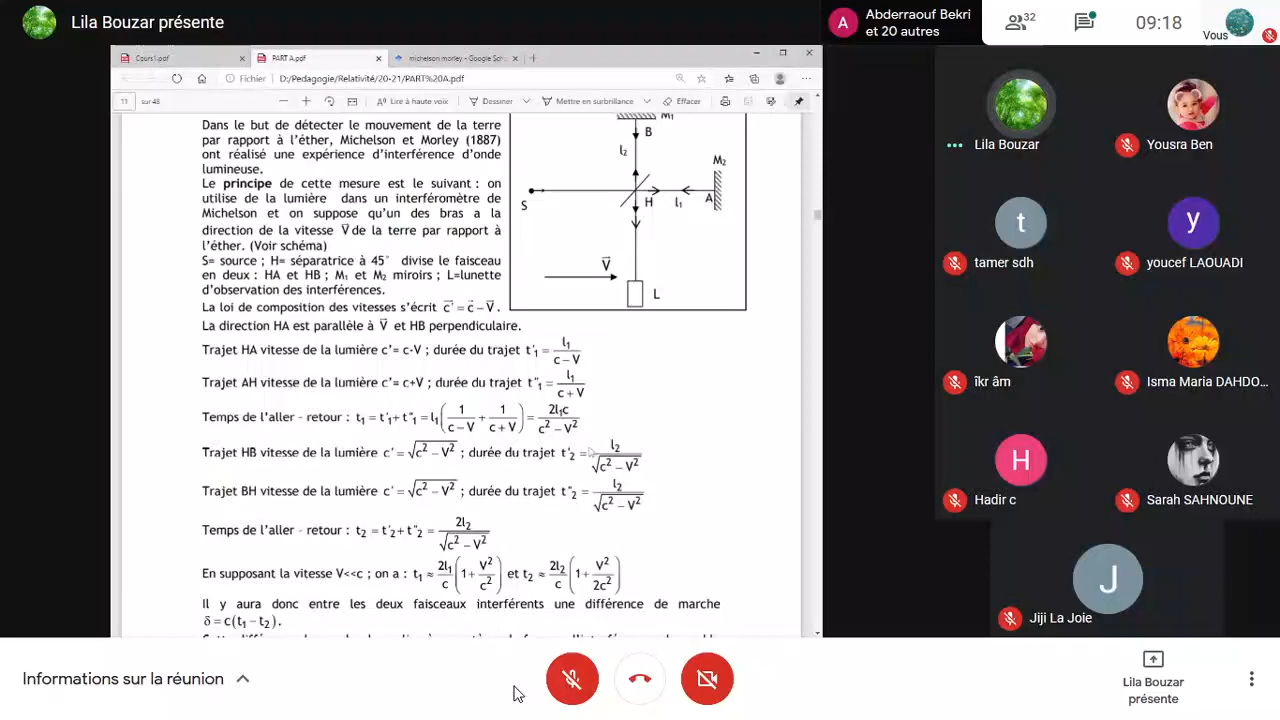 Lila Bouzar présente
A
Abderraouf Bekri
et 20 autres
32
09:18
Vous
Cours I.pdf
PART A.pdf
michelson morley - Google Sch
Fichier
D:/Pedagogie/Relativité/20-21/PART%20A.pdf
11 sur 48
Lire à haute voix
Dessiner
Mettre en surbrillance
Effacer
Dans le but de détecter le mouvement de la terre
par rapport à l'éther, Michelson et Morley (1887)
ont réalisé une expérience d'interférence d'onde
lumineuse.
Le principe de cette mesure est le suivant : on
utilise de la lumière dans un interféromètre de
Michelson et on suppose qu'un des bras a la
direction de la vitesse V⃗ de la terre par rapport à
l'éther. (Voir schéma)
S= source ; H= séparatrice à 45° divise le faisceau
en deux : HA et HB ; M₁ et M₂ miroirs ; L=lunette
d'observation des interférences.
M₁
B
l₂
M₂
S
H
l₁
A
V⃗
L
La loi de composition des vitesses s'écrit c⃗' = c⃗ – V⃗.
La direction HA est parallèle à V⃗ et HB perpendiculaire.
Trajet HA vitesse de la lumière c'= c-V ; durée du trajet t'₁ = l₁/(c – V)
Trajet AH vitesse de la lumière c'= c+V ; durée du trajet t"₁ = l₁/(c + V)
Temps de l'aller - retour : t₁ = t'₁ + t"₁ = l₁(1/(c – V) + 1/(c + V)) = 2l₁c/(c² – V²)
Trajet HB vitesse de la lumière c' = √(c² – V²) ; durée du trajet t'₂ = l₂/√(c² – V²)
Trajet BH vitesse de la lumière c' = √(c² – V²) ; durée du trajet t"₂ = l₂/√(c² – V²)
Temps de l'aller - retour : t₂ = t'₂ + t"₂ = 2l₂/√(c² – V²)
En supposant la vitesse V<<c ; on a : t₁ ≈ 2l₁/c (1 + V²/c²) et t₂ ≈ 2l₂/c (1 + V²/2c²)
Il y aura donc entre les deux faisceaux interférents une différence de marche
δ = c(t₁ – t₂).
Lila Bouzar
Yousra Ben
t
tamer sdh
y
youcef LAOUADI
îkr âm
Isma Maria DAHDO...
H
Hadir c
Sarah SAHNOUNE
J
Jiji La Joie
Informations sur la réunion
Lila Bouzar
présente